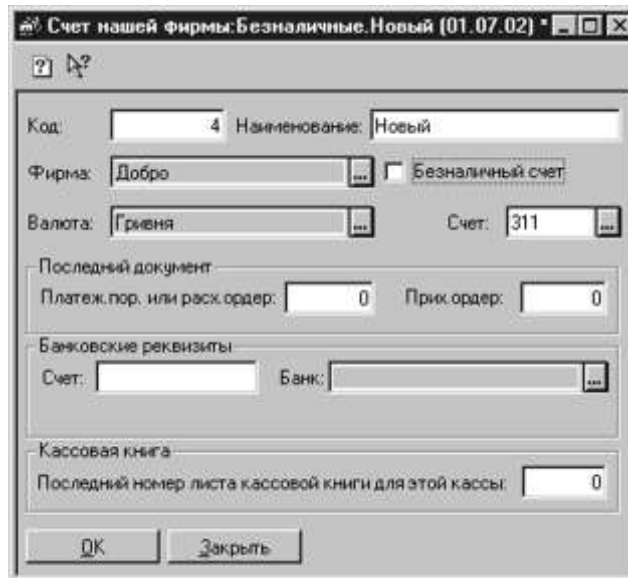 Счет нашей фирмы:Безналичные.Новый (01.07.02) *
Код: 4 Наименование: Новый
Фирма: Добро ... Безналичный счет
Валюта: Гривня ... Счет: 311 ...
Последний документ
Платеж.пор. или расх.ордер: 0 Прих.ордер: 0
Банковские реквизиты
Счет: Банк: ...
Кассовая книга
Последний номер листа кассовой книги для этой кассы: 0
OK Закрыть